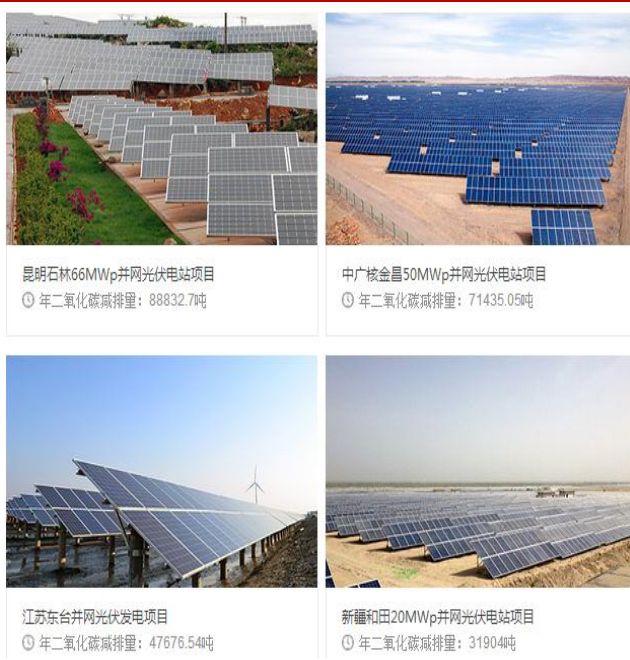 昆明石林66MWp并网光伏电站项目
年二氧化碳减排量：88832.7吨
中广核金昌50MWp并网光伏电站项目
年二氧化碳减排量：71435.05吨
江苏东台并网光伏发电项目
年二氧化碳减排量：47676.54吨
新疆和田20MWp并网光伏电站项目
年二氧化碳减排量：31904吨